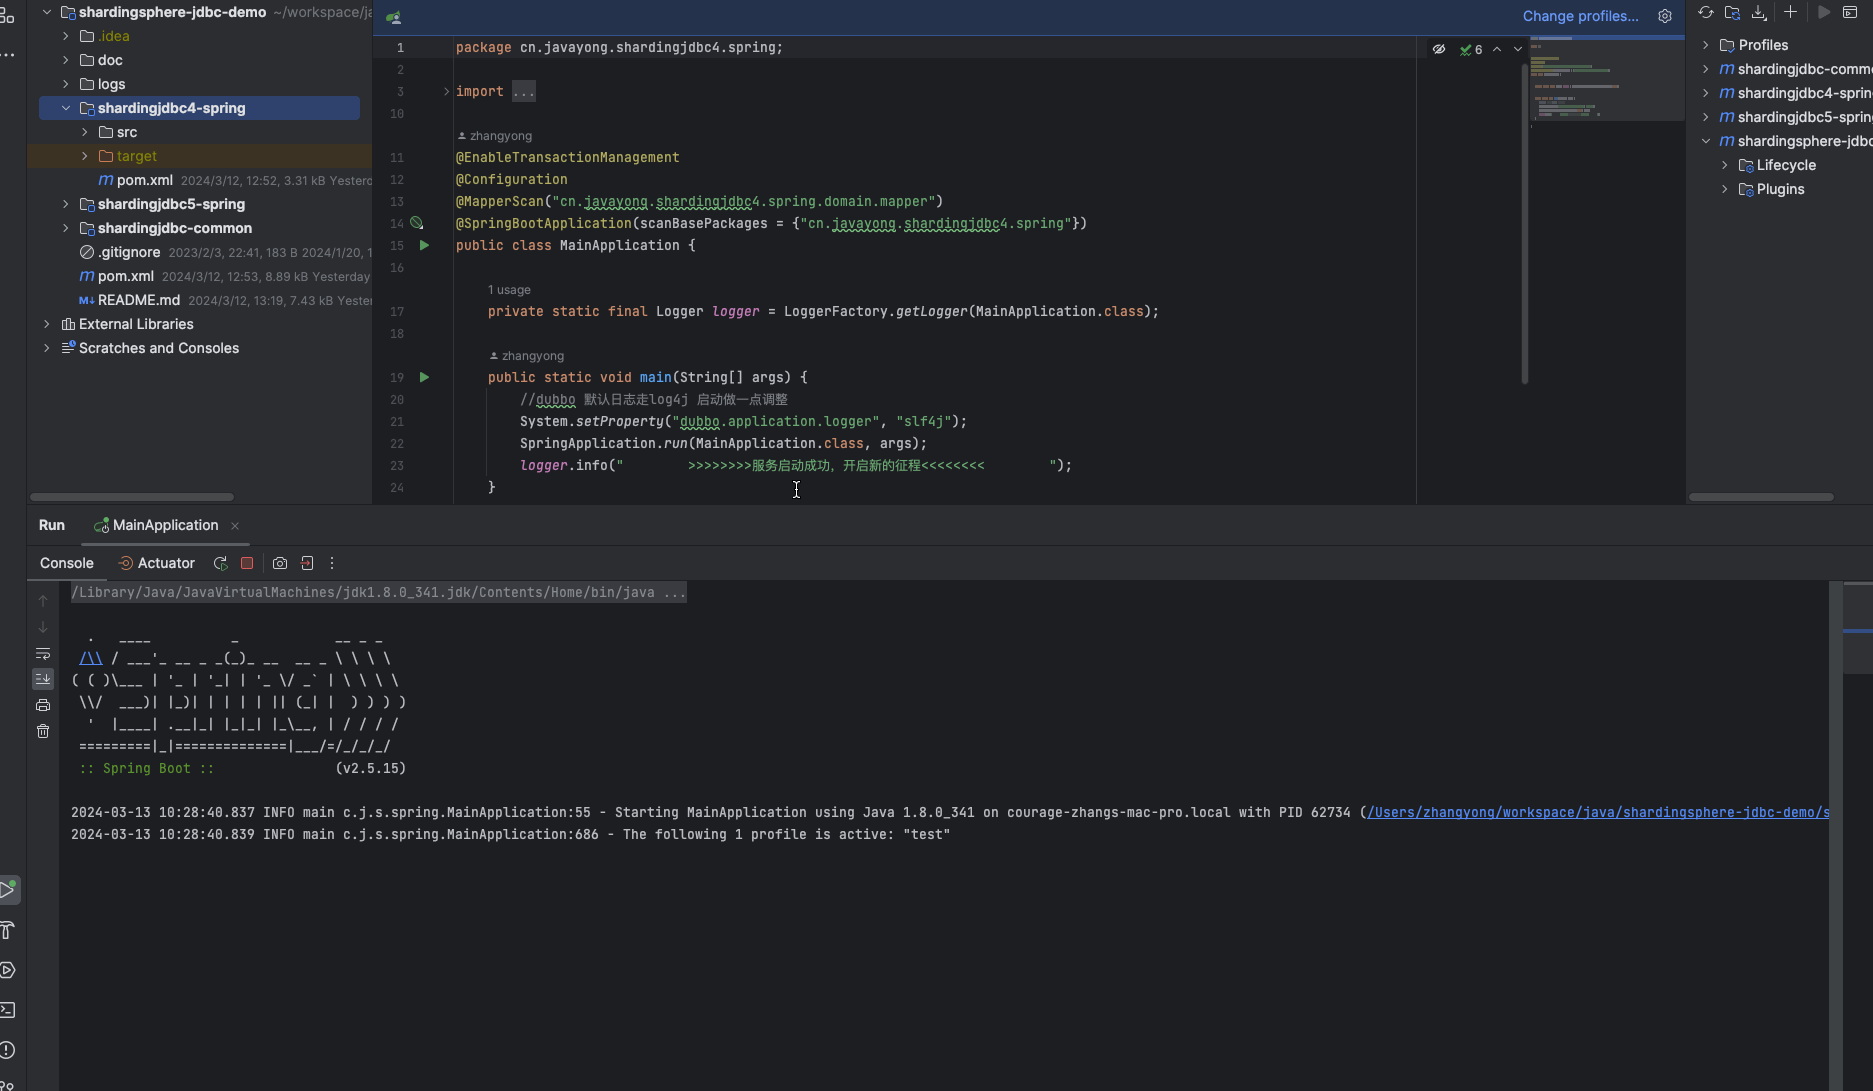 shardingsphere-jdbc-demo ~/workspace/ja
.idea
doc
logs
shardingjdbc4-spring
src
target
pom.xml 2024/3/12, 12:52, 3.31 kB Yesterd
shardingjdbc5-spring
shardingjdbc-common
.gitignore 2023/2/3, 22:41, 183 B 2024/1/20, 1
pom.xml 2024/3/12, 12:53, 8.89 kB Yesterday
README.md 2024/3/12, 13:19, 7.43 kB Yester
External Libraries
Scratches and Consoles
Change profiles...
6
1 package cn.javayong.shardingjdbc4.spring;
2
3 import ...
10
zhangyong
11 @EnableTransactionManagement
12 @Configuration
13 @MapperScan("cn.javayong.shardingjdbc4.spring.domain.mapper")
14 @SpringBootApplication(scanBasePackages = {"cn.javayong.shardingjdbc4.spring"})
15 public class MainApplication {
16
1 usage
17 private static final Logger logger = LoggerFactory.getLogger(MainApplication.class);
18
zhangyong
19 public static void main(String[] args) {
20 //dubbo 默认日志走log4j 启动做一点调整
21 System.setProperty("dubbo.application.logger", "slf4j");
22 SpringApplication.run(MainApplication.class, args);
23 logger.info("        >>>>>>>>服务启动成功，开启新的征程<<<<<<<<        ");
24 }
Profiles
shardingjdbc-commo
shardingjdbc4-sprin
shardingjdbc5-spring
shardingsphere-jdbc
Lifecycle
Plugins
Run MainApplication
Console Actuator
/Library/Java/JavaVirtualMachines/jdk1.8.0_341.jdk/Contents/Home/bin/java ...
  .   ____          _            __ _ _
 /\\ / ___'_ __ _ _(_)_ __  __ _ \ \ \ \
( ( )\___ | '_ | '_| | '_ \/ _` | \ \ \ \
 \\/  ___)| |_)| | | | | || (_| |  ) ) ) )
  '  |____| .__|_| |_|_| |_\__, | / / / /
 =========|_|==============|___/=/_/_/_/
 :: Spring Boot ::               (v2.5.15)
2024-03-13 10:28:40.837 INFO main c.j.s.spring.MainApplication:55 - Starting MainApplication using Java 1.8.0_341 on courage-zhangs-mac-pro.local with PID 62734 (/Users/zhangyong/workspace/java/shardingsphere-jdbc-demo/s
2024-03-13 10:28:40.839 INFO main c.j.s.spring.MainApplication:686 - The following 1 profile is active: "test"